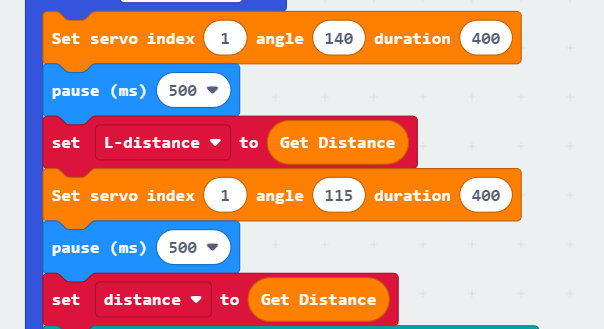 Set servo index 1 angle 140 duration 400
pause (ms) 500
set L-distance to Get Distance
Set servo index 1 angle 115 duration 400
pause (ms) 500
set distance to Get Distance